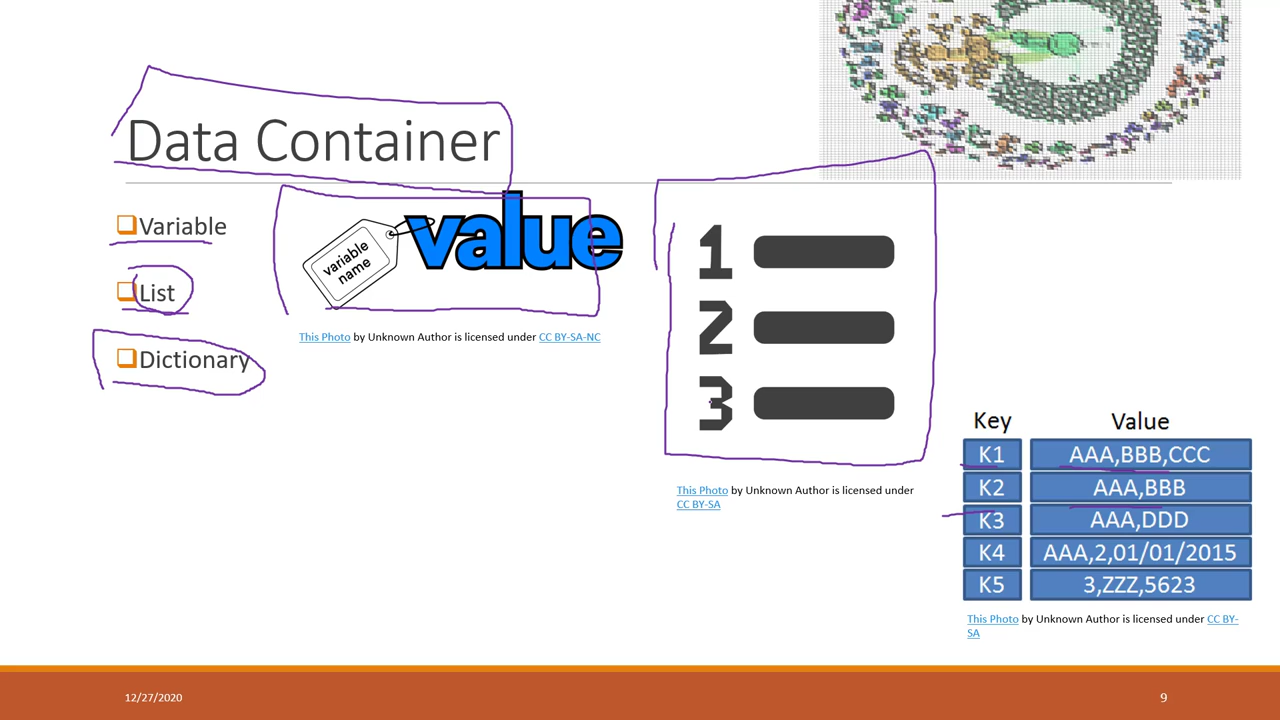 Data Container
Variable
List
Dictionary
variable
name
value
This Photo by Unknown Author is licensed under CC BY-SA-NC
1
2
3
This Photo by Unknown Author is licensed under
CC BY-SA
Key Value
K1 AAA,BBB,CCC
K2 AAA,BBB
K3 AAA,DDD
K4 AAA,2,01/01/2015
K5 3,ZZZ,5623
This Photo by Unknown Author is licensed under CC BY-
SA
12/27/2020
9